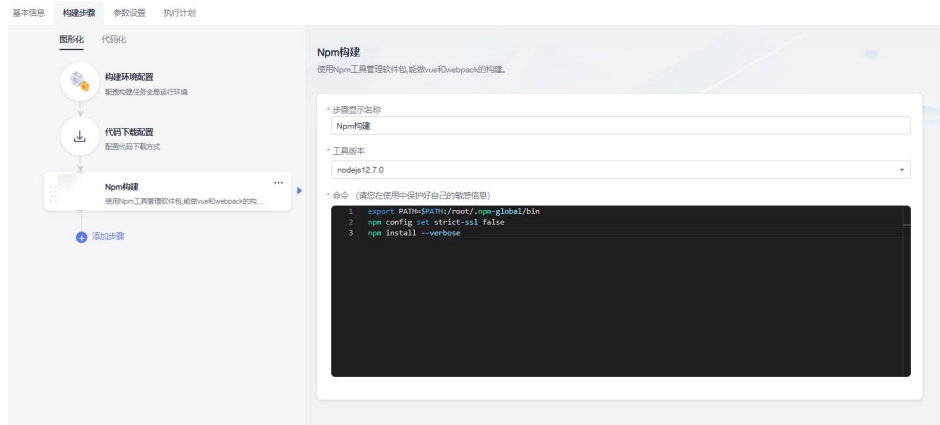 基本信息 构建步骤 参数设置 执行计划
图形化 代码化
构建环境配置
配置构建任务全局运行环境
代码下载配置
配置代码下载方式
Npm构建
使用Npm工具管理软件包,能做vue和webpack的构...
添加步骤
Npm构建
使用Npm工具管理软件包,能做vue和webpack的构建。
* 步骤显示名称
Npm构建
* 工具版本
nodejs12.7.0
* 命令 (请您在使用中保护好自己的敏感信息)
1 export PATH=$PATH:/root/.npm-global/bin
2 npm config set strict-ssl false
3 npm install --verbose